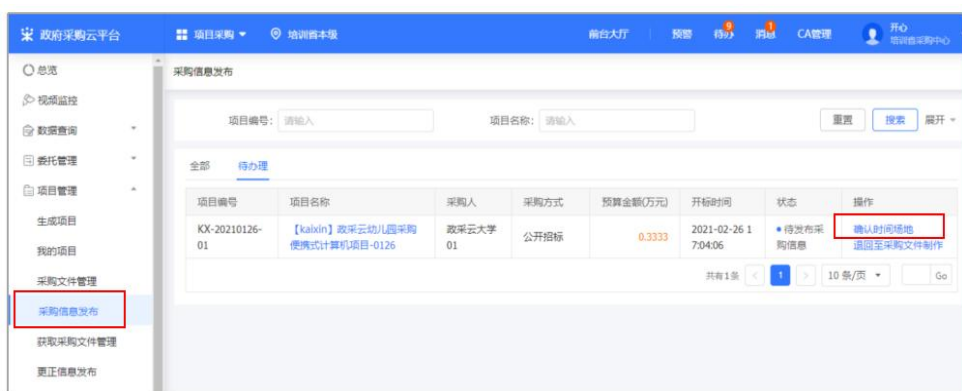 政府采购云平台
项目采购
培训省本级
前台大厅
预警
待办
9
消息
CA管理
开心
培训省采购中心
总览
视频监控
数据查询
委托管理
项目管理
生成项目
我的项目
采购文件管理
采购信息发布
获取采购文件管理
更正信息发布
采购信息发布
项目编号: 请输入
项目名称: 请输入
重置
搜索
展开
全部
待办理
项目编号 项目名称 采购人 采购方式 预算金额(万元) 开标时间 状态 操作
KX-20210126-
01
【kaixin】政采云幼儿园采购
便携式计算机项目-0126
政采云大学
01
公开招标
0.3333
2021-02-26 1
7:04:06
待发布采
购信息
确认时间场地
退回至采购文件制作
共有1条 < 1 > 10 条/页 Go